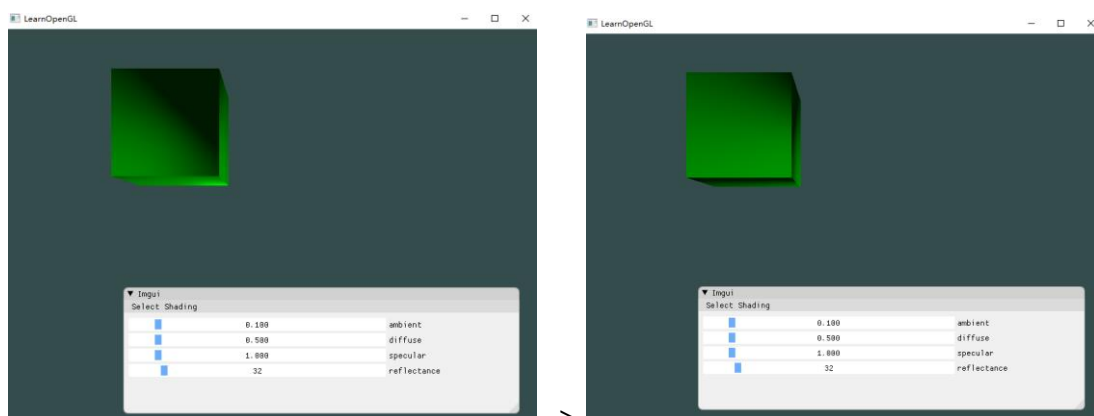 LearnOpenGL
Imgui
Select Shading
0.100 ambient
0.500 diffuse
1.000 specular
32 reflectance
>
LearnOpenGL
Imgui
Select Shading
0.100 ambient
0.500 diffuse
1.000 specular
32 reflectance